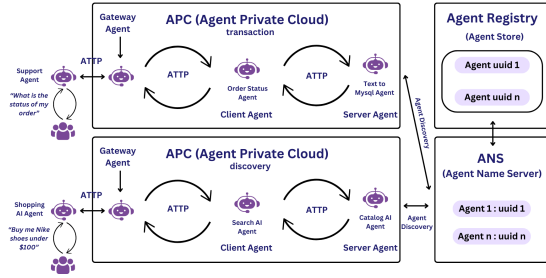 Gateway
Agent
APC (Agent Private Cloud)
transaction
ATTP
Support
Agent
"What is the
status of my
order"
ATTP
Order Status
Agent
Client Agent
ATTP
Text to
Mysql Agent
Server Agent
Agent Discovery
Agent Registry
(Agent Store)
Agent uuid 1
Agent uuid n
Gateway
Agent
APC (Agent Private Cloud)
discovery
ATTP
Shopping
AI Agent
"Buy me Nike
shoes under
$100"
ATTP
Search AI
Agent
Client Agent
ATTP
Catalog AI
Agent
Server Agent
Agent
Discovery
ANS
(Agent Name Server)
Agent 1 : uuid 1
Agent n : uuid n